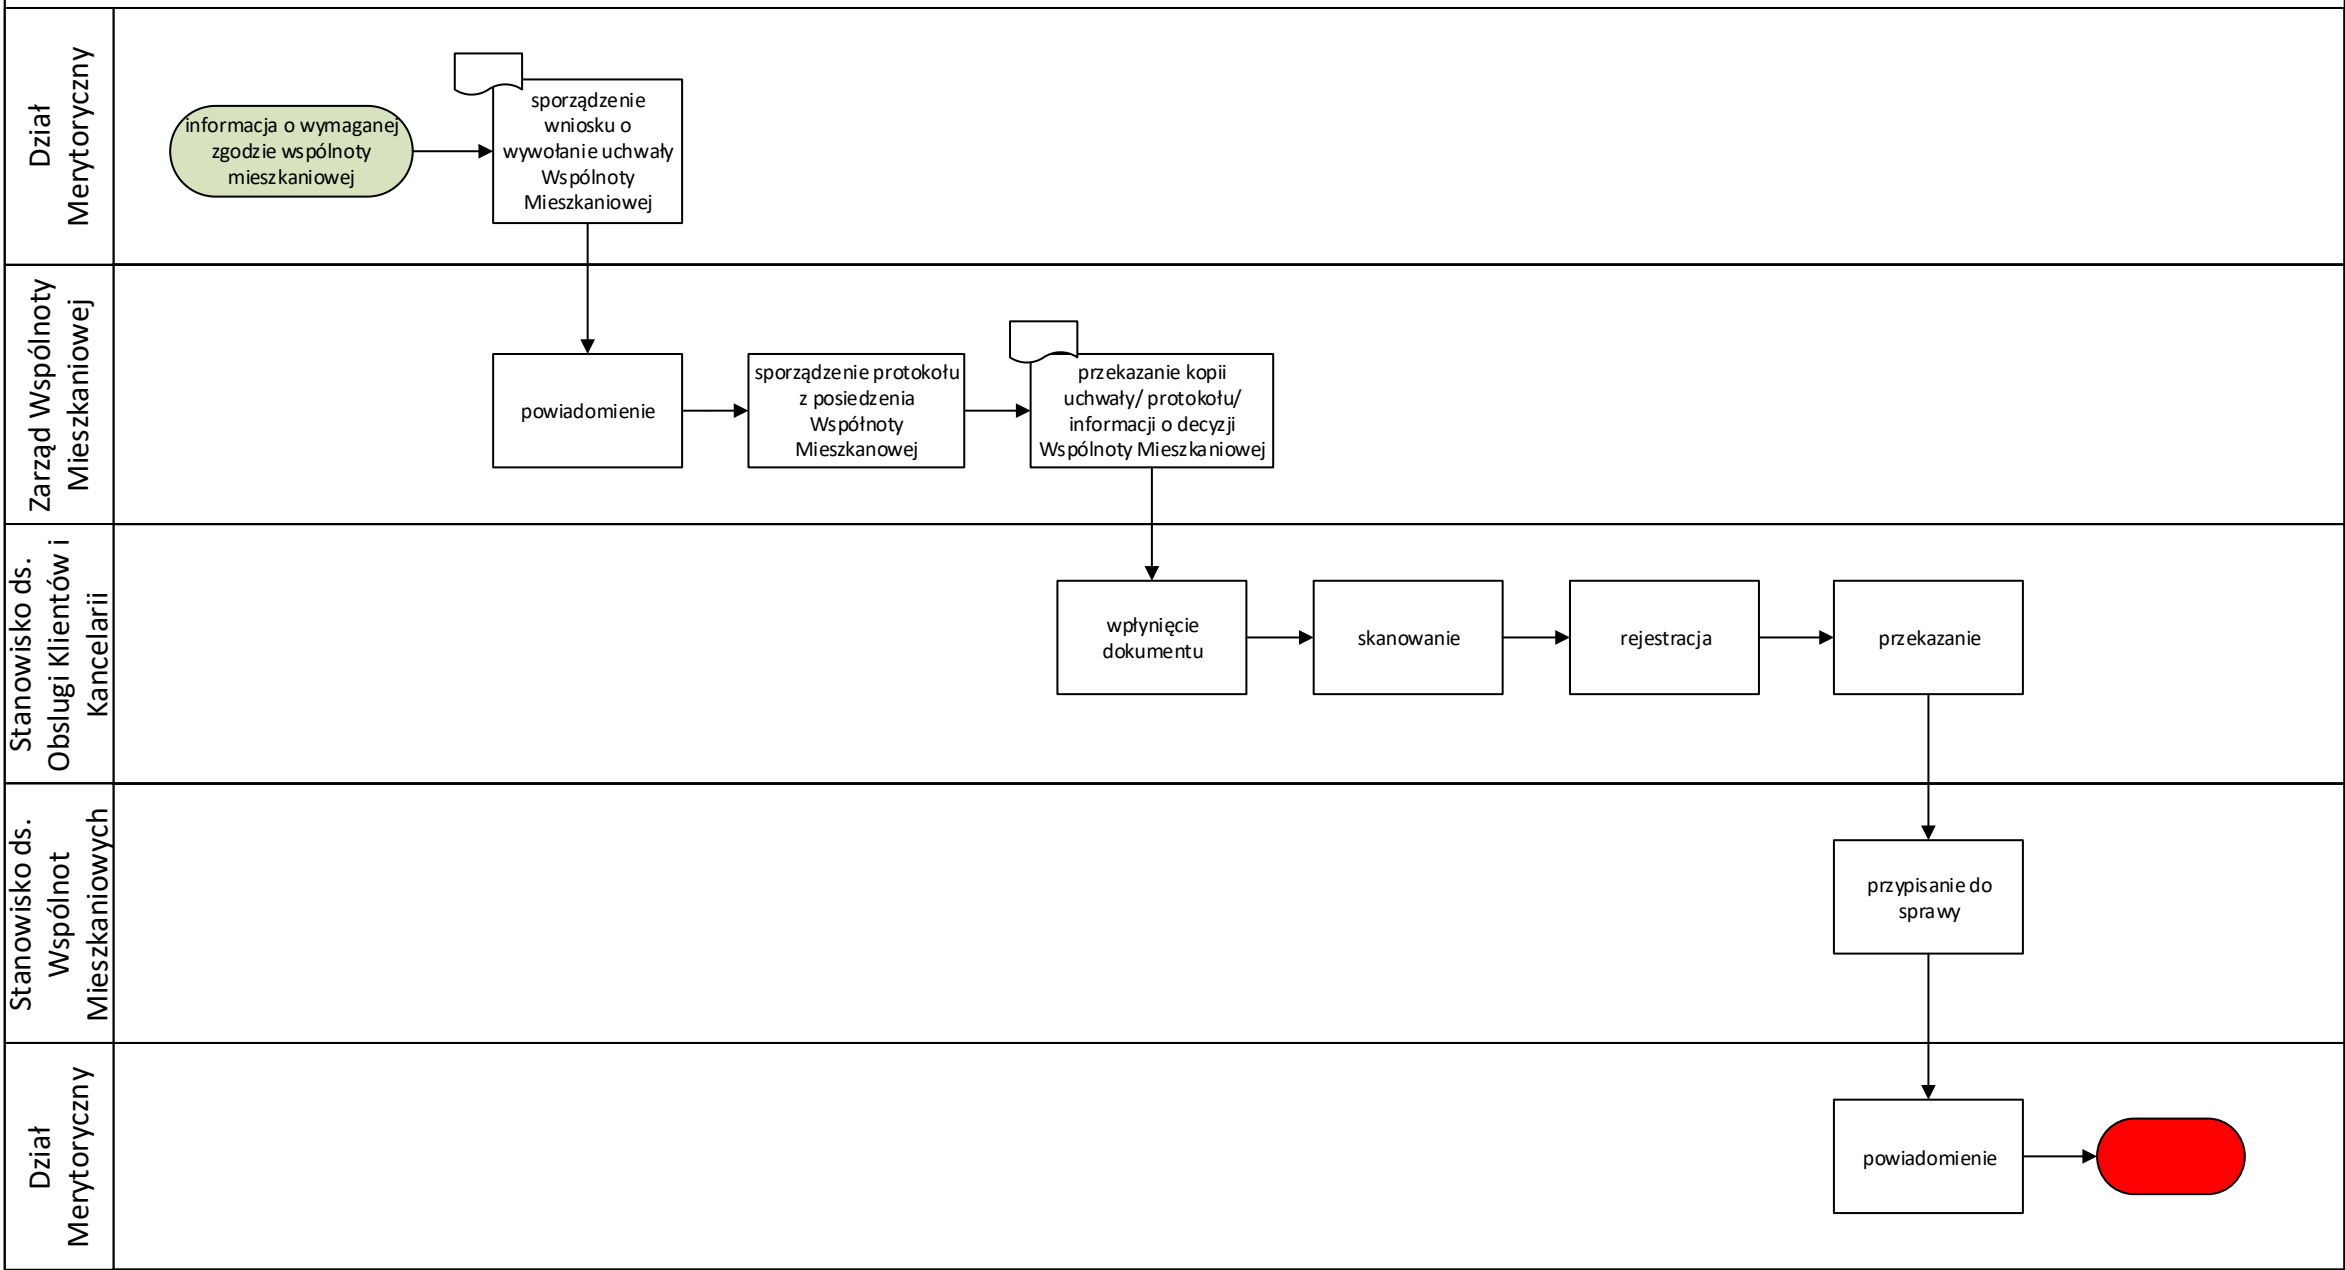 Dział
Merytoryczny
informacja o wymaganej
zgodzie wspólnoty
mieszkaniowej
sporządzenie
wniosku o
wywołanie uchwały
Wspólnoty
Mieszkaniowej
Zarząd Wspólnoty
Mieszkaniowej
powiadomienie
sporządzenie protokołu
z posiedzenia
Współnoty
Mieszkanowej
przekazanie kopii
uchwały/ protokołu/
informacji o decyzji
Wspólnoty Mieszkaniowej
Stanowisko ds.
Obslugi Klientów i
Kancelarii
wpłynięcie
dokumentu
skanowanie
rejestracja
przekazanie
Stanowisko ds.
Wspólnot
Mieszkaniowych
przypisanie do
sprawy
Dział
Merytoryczny
powiadomienie